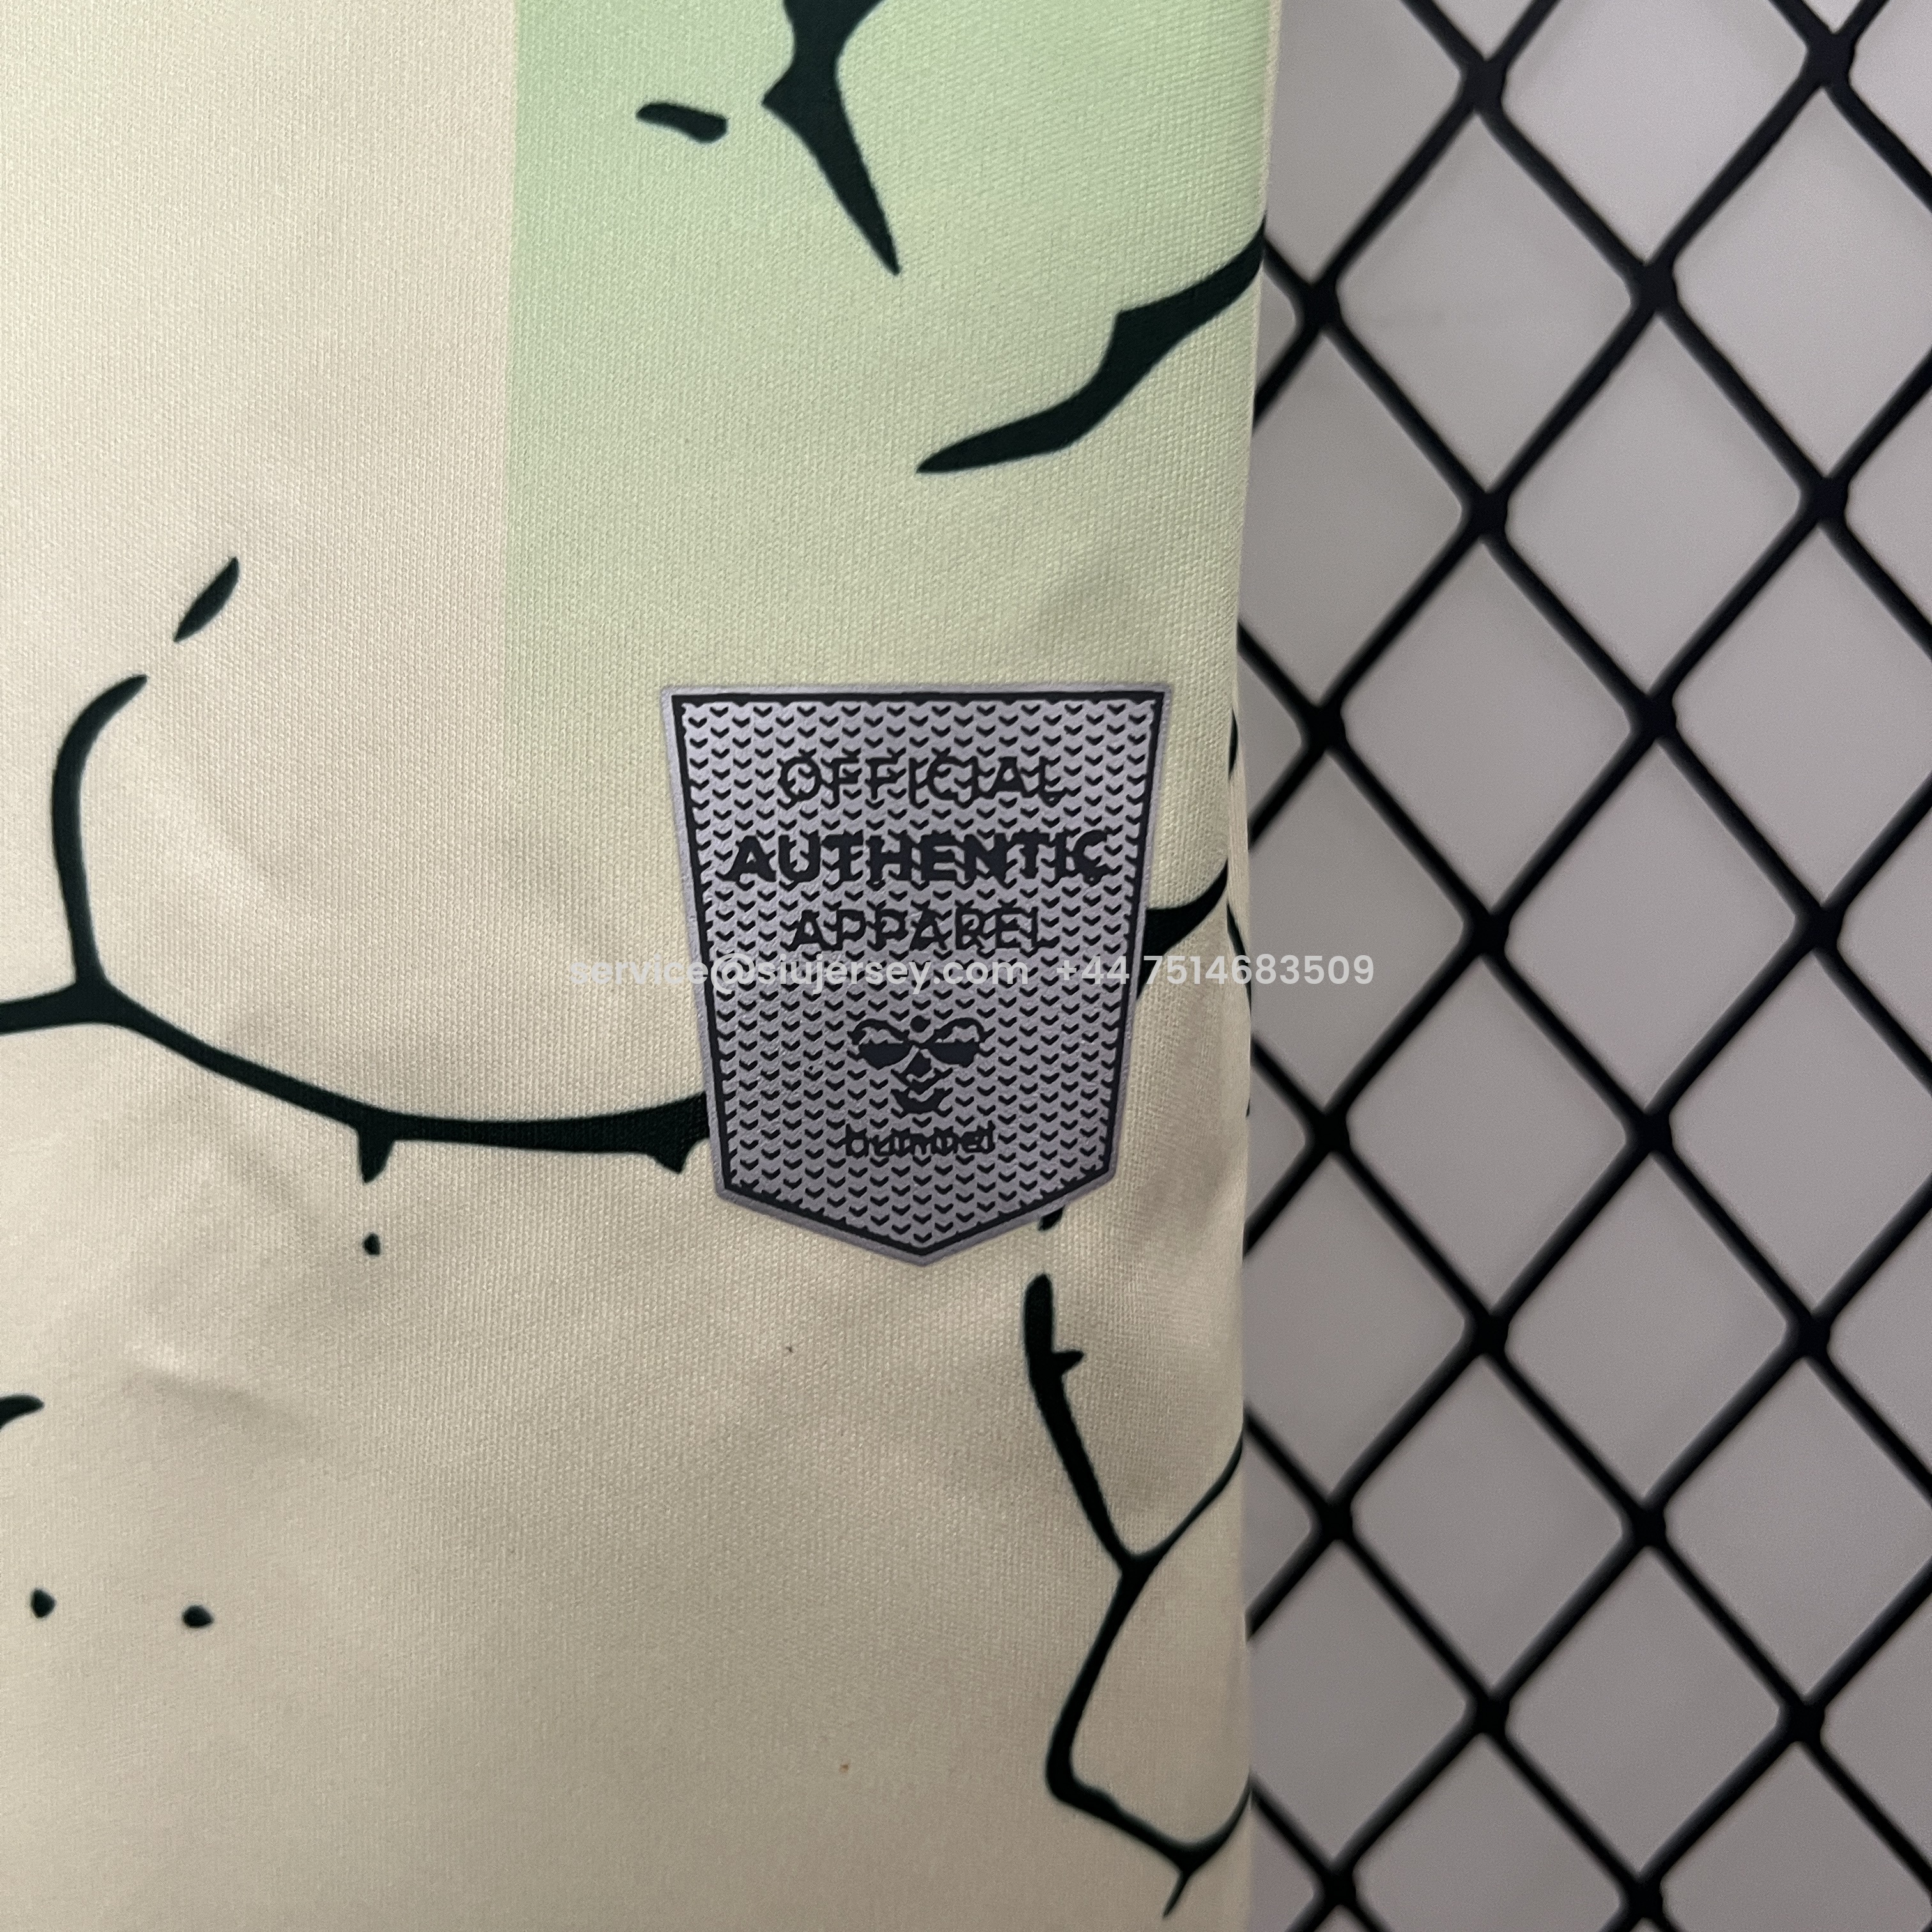 OFFICIAL
AUTHENTIC
APPAREL
service@siujersey.com +44 7514683509
hummel